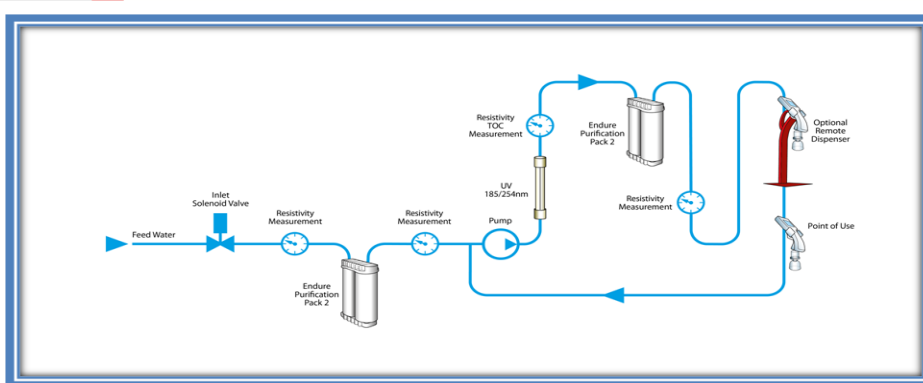 Feed Water
Inlet
Solenoid Valve
Resistivity
Measurement
Endure
Purification
Pack 2
Resistivity
Measurement
Pump
UV
185/254nm
Resistivity
TOC
Measurement
Endure
Purification
Pack 2
Resistivity
Measurement
Optional
Remote
Dispenser
Point of Use